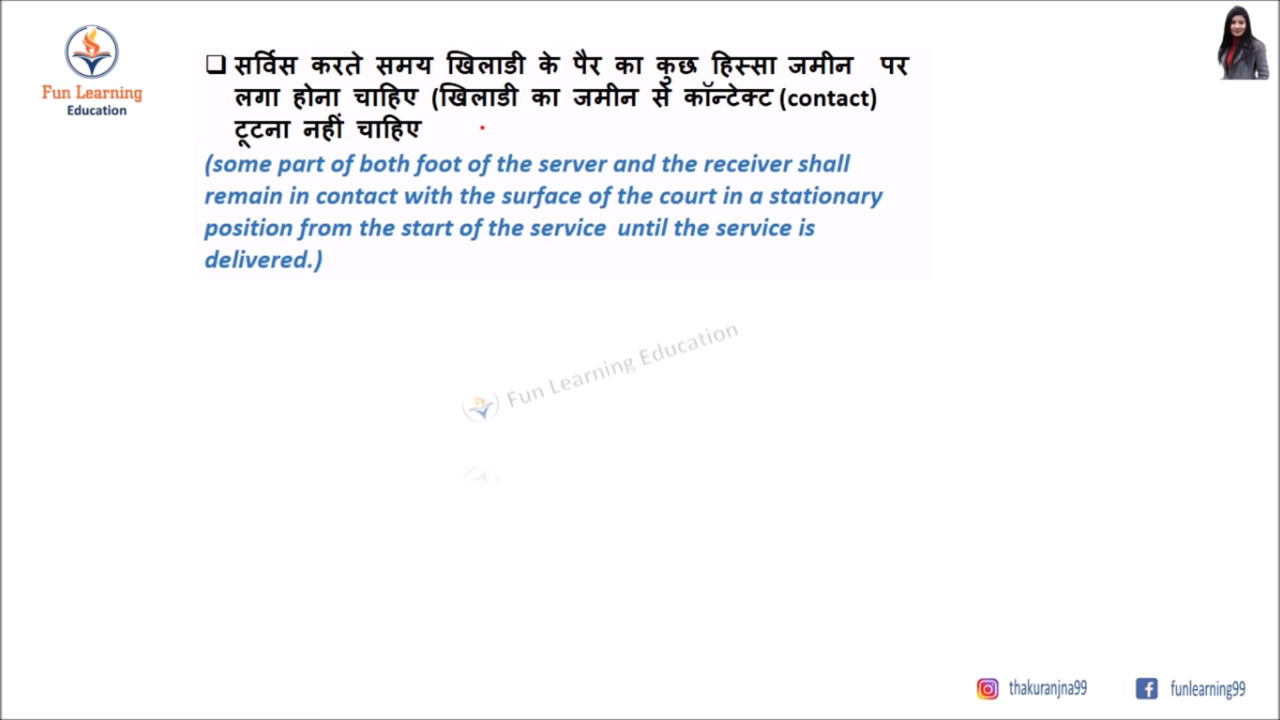 Fun Learning
Education
❑ सर्विस करते समय खिलाडी के पैर का कुछ हिस्सा जमीन पर
लगा होना चाहिए (खिलाडी का जमीन से कॉन्टेक्ट (contact)
टूटना नहीं चाहिए
(some part of both foot of the server and the receiver shall
remain in contact with the surface of the court in a stationary
position from the start of the service until the service is
delivered.)
Fun Learning Education
thakuranjna99
funlearning99